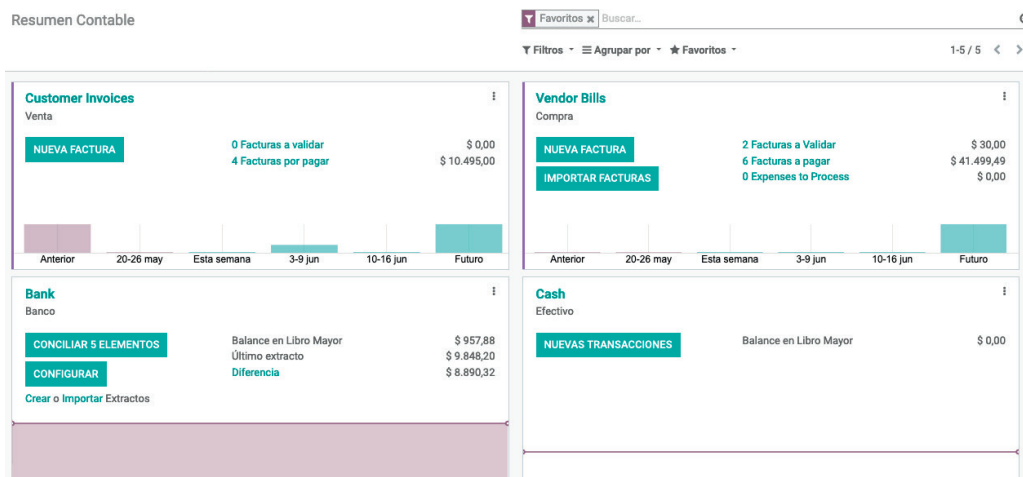 Resumen Contable
Favoritos × Buscar...
Filtros Agrupar por Favoritos 1-5 / 5
Customer Invoices
Venta
NUEVA FACTURA
0 Facturas a validar $ 0,00
4 Facturas por pagar $ 10.495,00
Anterior 20-26 may Esta semana 3-9 jun 10-16 jun Futuro
Vendor Bills
Compra
NUEVA FACTURA
IMPORTAR FACTURAS
2 Facturas a Validar $ 30,00
6 Facturas a pagar $ 41.499,49
0 Expenses to Process $ 0,00
Anterior 20-26 may Esta semana 3-9 jun 10-16 jun Futuro
Bank
Banco
CONCILIAR 5 ELEMENTOS
CONFIGURAR
Crear o Importar Extractos
Balance en Libro Mayor $ 957,88
Último extracto $ 9.848,20
Diferencia $ 8.890,32
Cash
Efectivo
NUEVAS TRANSACCIONES
Balance en Libro Mayor $ 0,00